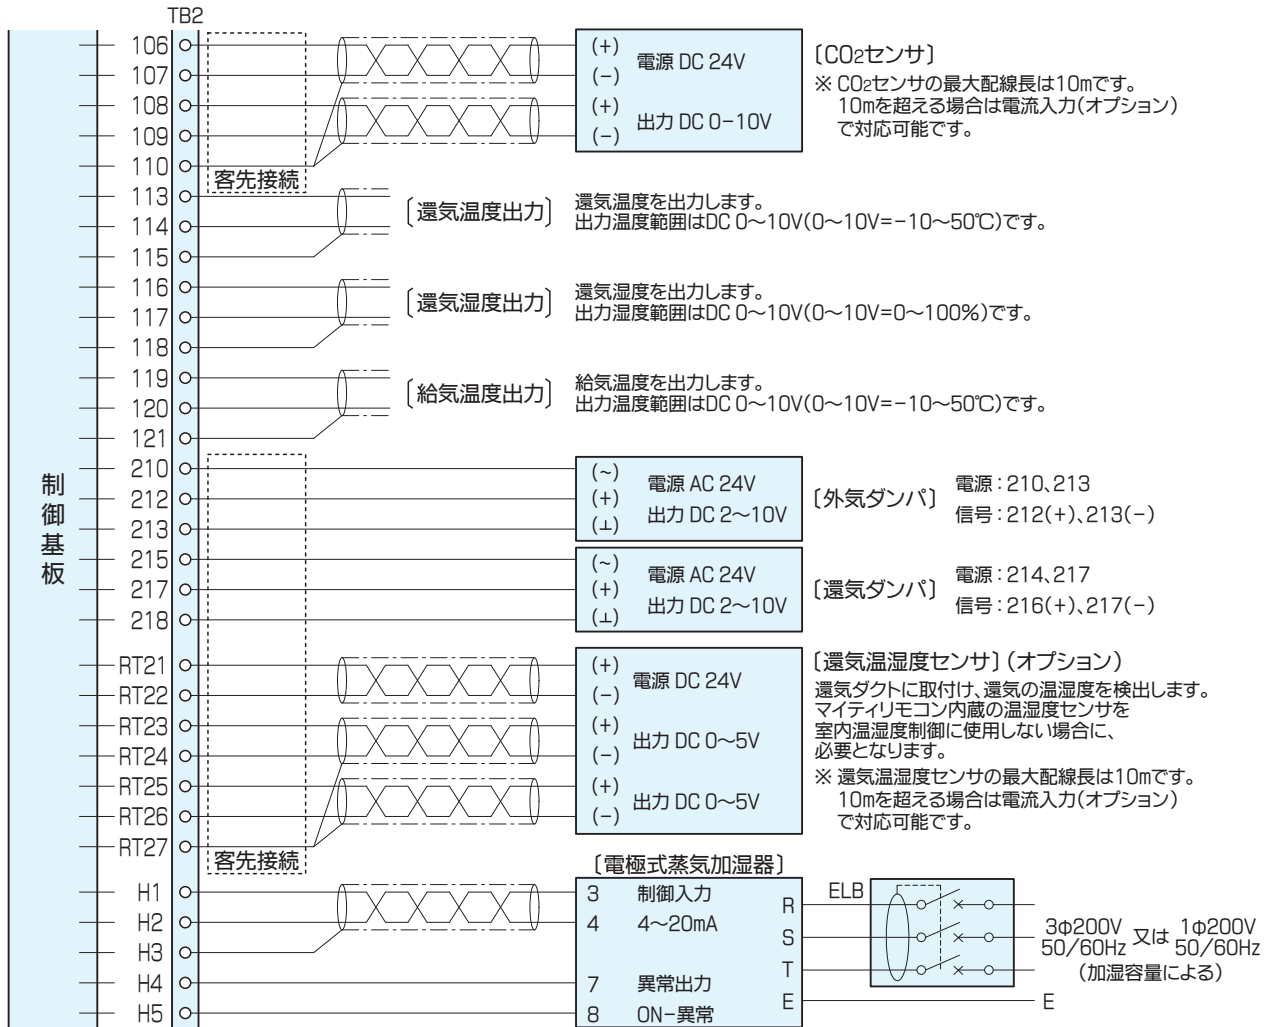 TB2
制御基板
106
107
108
109
110
113
114
115
116
117
118
119
120
121
210
212
213
215
217
218
RT21
RT22
RT23
RT24
RT25
RT26
RT27
H1
H2
H3
H4
H5
客先接続
(+) 電源 DC 24V
(−)
(+) 出力 DC 0−10V
(−)
〔CO2センサ〕
※ CO2センサの最大配線長は10mです。
10mを超える場合は電流入力(オプション)
で対応可能です。
〔還気温度出力〕
還気温度を出力します。
出力温度範囲はDC 0〜10V(0〜10V=−10〜50℃)です。
〔還気湿度出力〕
還気湿度を出力します。
出力湿度範囲はDC 0〜10V(0〜10V=0〜100%)です。
〔給気温度出力〕
給気温度を出力します。
出力温度範囲はDC 0〜10V(0〜10V=−10〜50℃)です。
(~) 電源 AC 24V
(+) 出力 DC 2〜10V
(⊥)
〔外気ダンパ〕
電源：210、213
信号：212(+)、213(−)
(~) 電源 AC 24V
(+) 出力 DC 2〜10V
(⊥)
〔還気ダンパ〕
電源：214、217
信号：216(+)、217(−)
(+) 電源 DC 24V
(−)
(+) 出力 DC 0〜5V
(−)
(+) 出力 DC 0〜5V
(−)
〔還気温湿度センサ〕(オプション)
還気ダクトに取付け、還気の温湿度を検出します。
マイティリモコン内蔵の温湿度センサを
室内温湿度制御に使用しない場合に、
必要となります。
※ 還気温湿度センサの最大配線長は10mです。
10mを超える場合は電流入力(オプション)
で対応可能です。
客先接続
〔電極式蒸気加湿器〕
3 制御入力
4 4〜20mA
7 異常出力
8 ON−異常
R
S
T
E
ELB
3φ200V 又は 1φ200V
50/60Hz 50/60Hz
(加湿容量による)
E